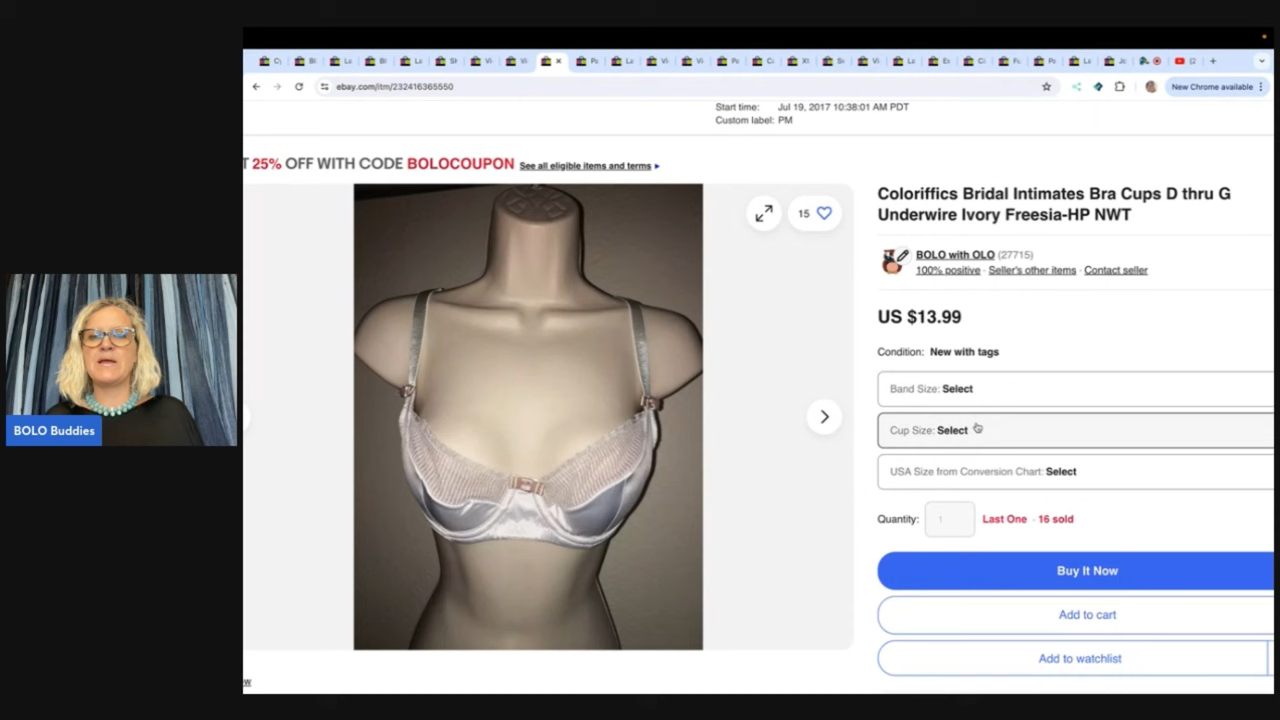 ebay.com/itm/232416365550
New Chrome available
Start time: Jul 19, 2017 10:38:01 AM PDT
Custom label: PM
T 25% OFF WITH CODE BOLOCOUPON See all eligible items and terms
15
Coloriffics Bridal Intimates Bra Cups D thru G
Underwire Ivory Freesia-HP NWT
BOLO with OLO (27715)
100% positive · Seller's other items · Contact seller
US $13.99
Condition: New with tags
Band Size: Select
Cup Size: Select
USA Size from Conversion Chart: Select
Quantity: 1 Last One · 16 sold
Buy It Now
Add to cart
Add to watchlist
BOLO Buddies